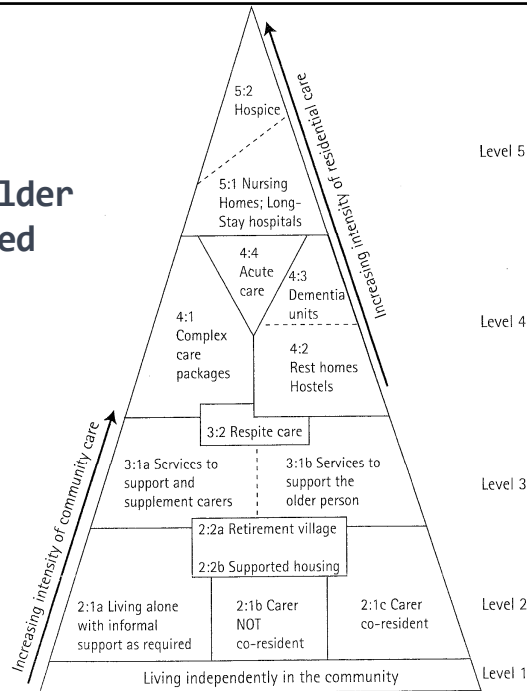 lder
ed
5:2
Hospice
5:1 Nursing
Homes; Long-
Stay hospitals
Level 5
Increasing intensity of residential care
4:4
Acute
care
4:3
Dementia
units
4:1
Complex
care
packages
4:2
Rest homes
Hostels
Level 4
3:2 Respite care
3:1a Services to
support and
supplement carers
3:1b Services to
support the
older person
Level 3
Increasing intensity of community care
2:2a Retirement village
2:2b Supported housing
2:1a Living alone
with informal
support as required
2:1b Carer
NOT
co-resident
2:1c Carer
co-resident
Level 2
Living independently in the community
Level 1